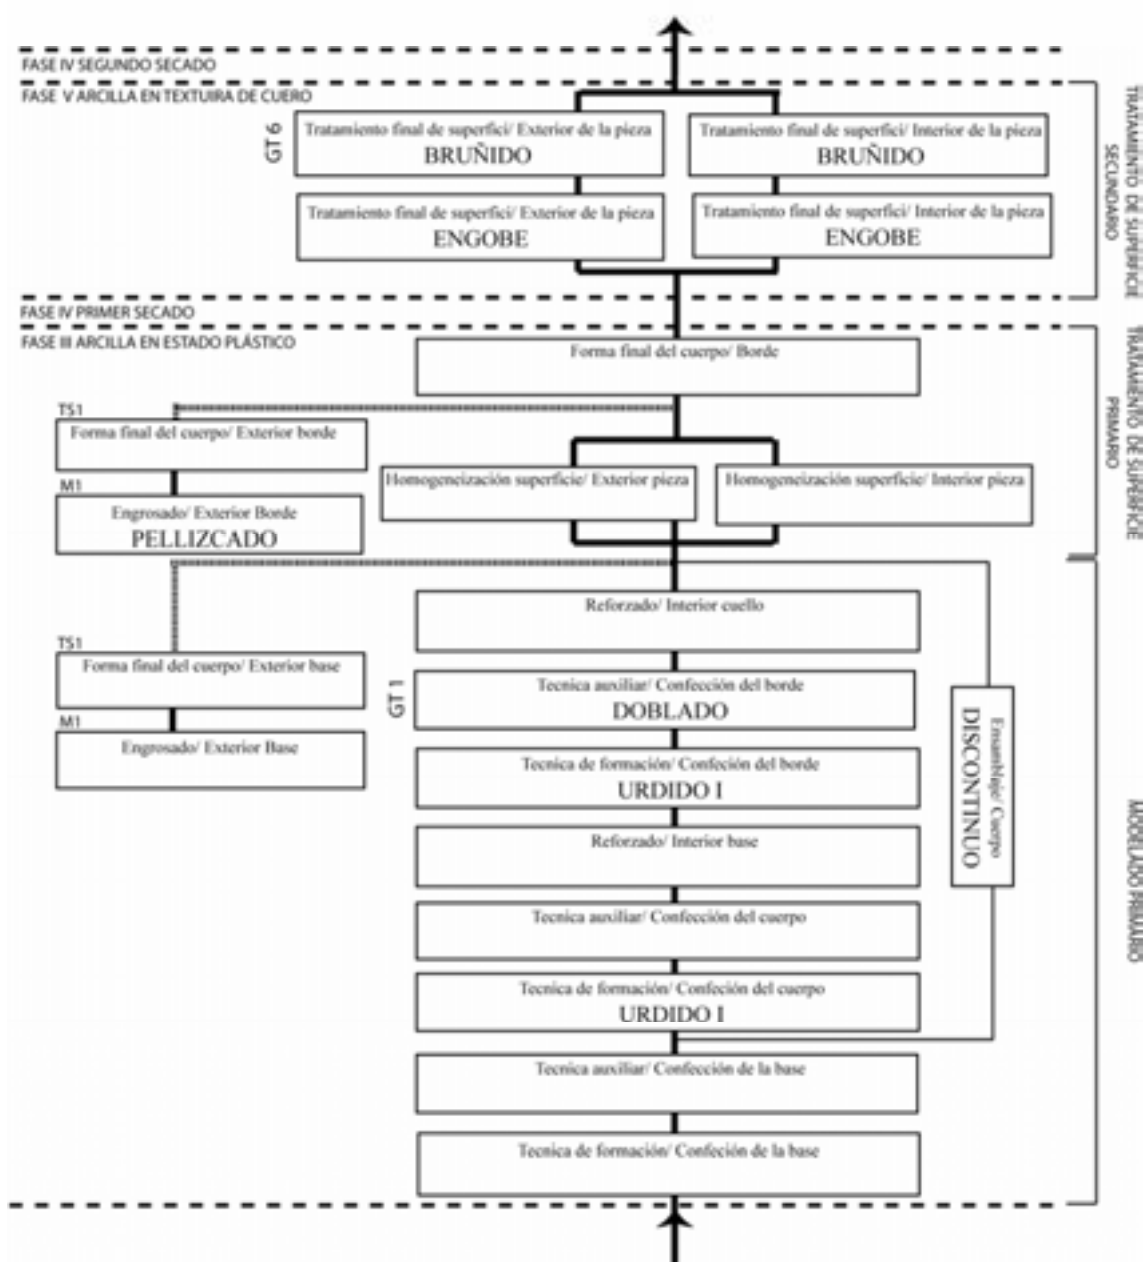 FASE IV SEGUNDO SECADO
FASE V ARCILLA EN TEXTUIRA DE CUERO
GT 6
Tratamiento final de superfici/ Exterior de la pieza
BRUÑIDO
Tratamiento final de superfici/ Interior de la pieza
BRUÑIDO
Tratamiento final de superfici/ Exterior de la pieza
ENGOBE
Tratamiento final de superfici/ Interior de la pieza
ENGOBE
TRATAMIENTO DE SUPERFICIE
SECUNDARIO
FASE IV PRIMER SECADO
FASE III ARCILLA EN ESTADO PLÁSTICO
Forma final del cuerpo/ Borde
TS1
Forma final del cuerpo/ Exterior borde
M1
Engrosado/ Exterior Borde
PELLIZCADO
Homogeneización superficie/ Exterior pieza
Homogeneización superficie/ Interior pieza
TRATAMIENTO DE SUPERFICIE
PRIMARIO
Reforzado/ Interior cuello
TS1
Forma final del cuerpo/ Exterior base
M1
Engrosado/ Exterior Base
GT 1
Tecnica auxiliar/ Confección del borde
DOBLADO
Tecnica de formación/ Confeción del borde
URDIDO I
Reforzado/ Interior base
Tecnica auxiliar/ Confección del cuerpo
Tecnica de formación/ Confeción del cuerpo
URDIDO I
Ensamblaje/ Cuerpo
DISCONTINUO
Tecnica auxiliar/ Confección de la base
Tecnica de formación/ Confeción de la base
MODELADO PRIMARIO